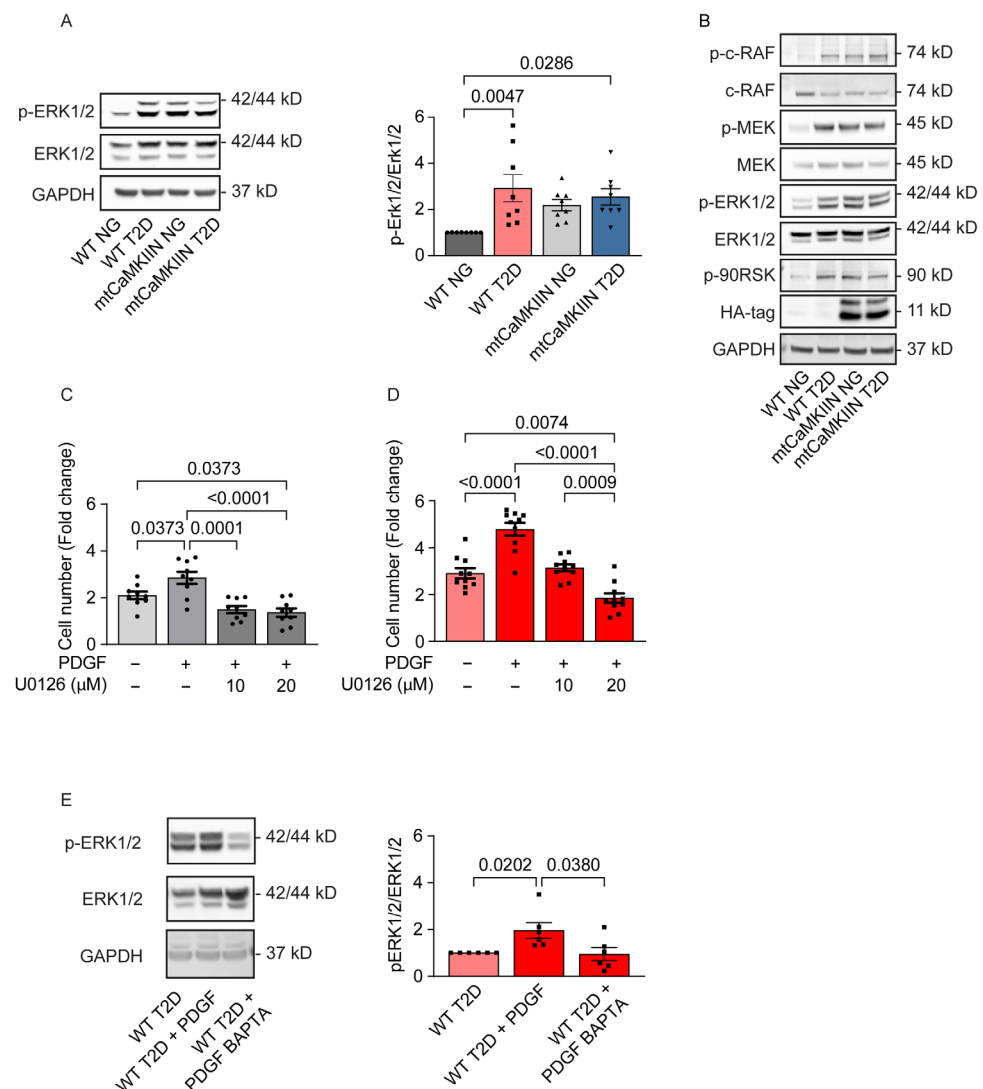 A
p-ERK1/2
42/44 kD
ERK1/2
42/44 kD
GAPDH
37 kD
WT NG
WT T2D
mtCaMKIIN NG
mtCaMKIIN T2D
p-Erk1/2/Erk1/2
0.0286
0.0047
6
4
2
0
WT NG
WT T2D
mtCaMKIIN NG
mtCaMKIIN T2D
B
p-c-RAF
74 kD
c-RAF
74 kD
p-MEK
45 kD
MEK
45 kD
p-ERK1/2
42/44 kD
ERK1/2
42/44 kD
p-90RSK
90 kD
HA-tag
11 kD
GAPDH
37 kD
WT NG
WT T2D
mtCaMKIIN NG
mtCaMKIIN T2D
C
Cell number (Fold change)
0.0373
<0.0001
0.0373
0.0001
6
4
2
0
PDGF – + + +
U0126 (μM) – – 10 20
D
Cell number (Fold change)
0.0074
<0.0001
<0.0001
0.0009
6
4
2
0
PDGF – + + +
U0126 (μM) – – 10 20
E
p-ERK1/2
42/44 kD
ERK1/2
42/44 kD
GAPDH
37 kD
WT T2D
WT T2D + PDGF
WT T2D +
PDGF BAPTA
pERK1/2/ERK1/2
0.0202
0.0380
6
4
2
0
WT T2D
WT T2D + PDGF
WT T2D +
PDGF BAPTA